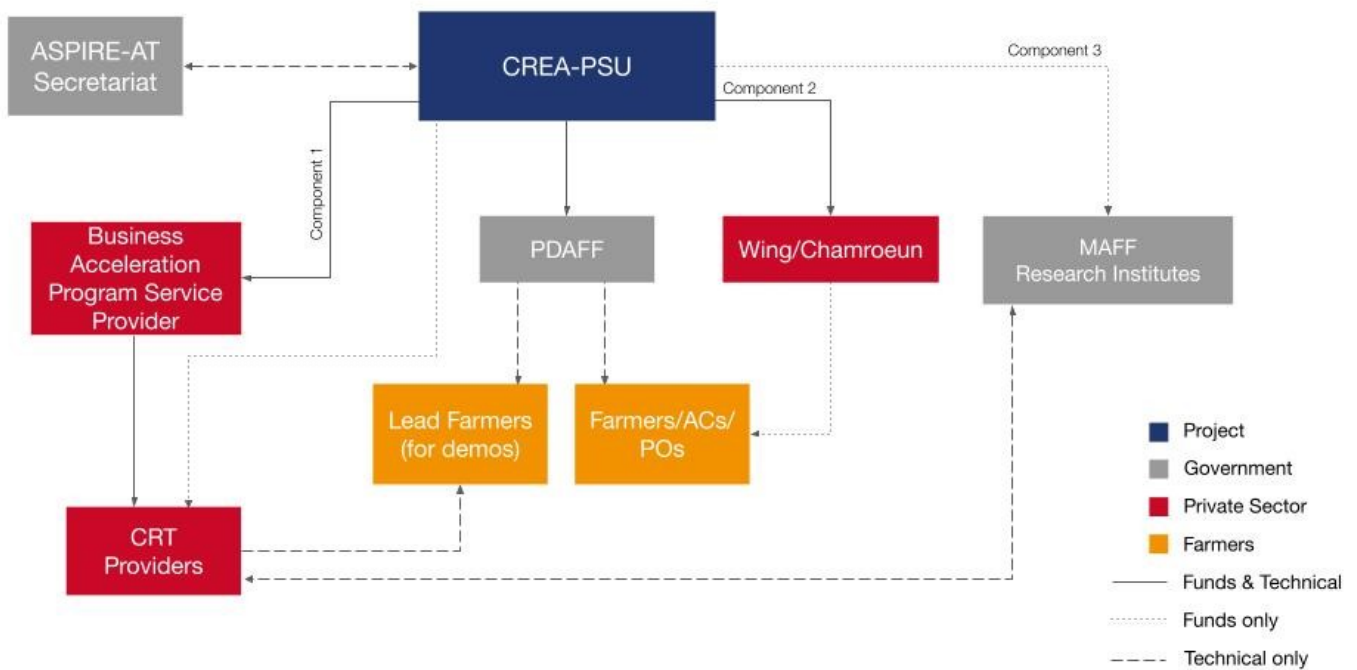 ASPIRE-AT
Secretariat
CREA-PSU
Component 3
Component 2
Component 1
Business
Acceleration
Program Service
Provider
PDAFF
Wing/Chamroeun
MAFF
Research Institutes
Lead Farmers
(for demos)
Farmers/ACs/
POs
CRT
Providers
Project
Government
Private Sector
Farmers
Funds & Technical
Funds only
Technical only